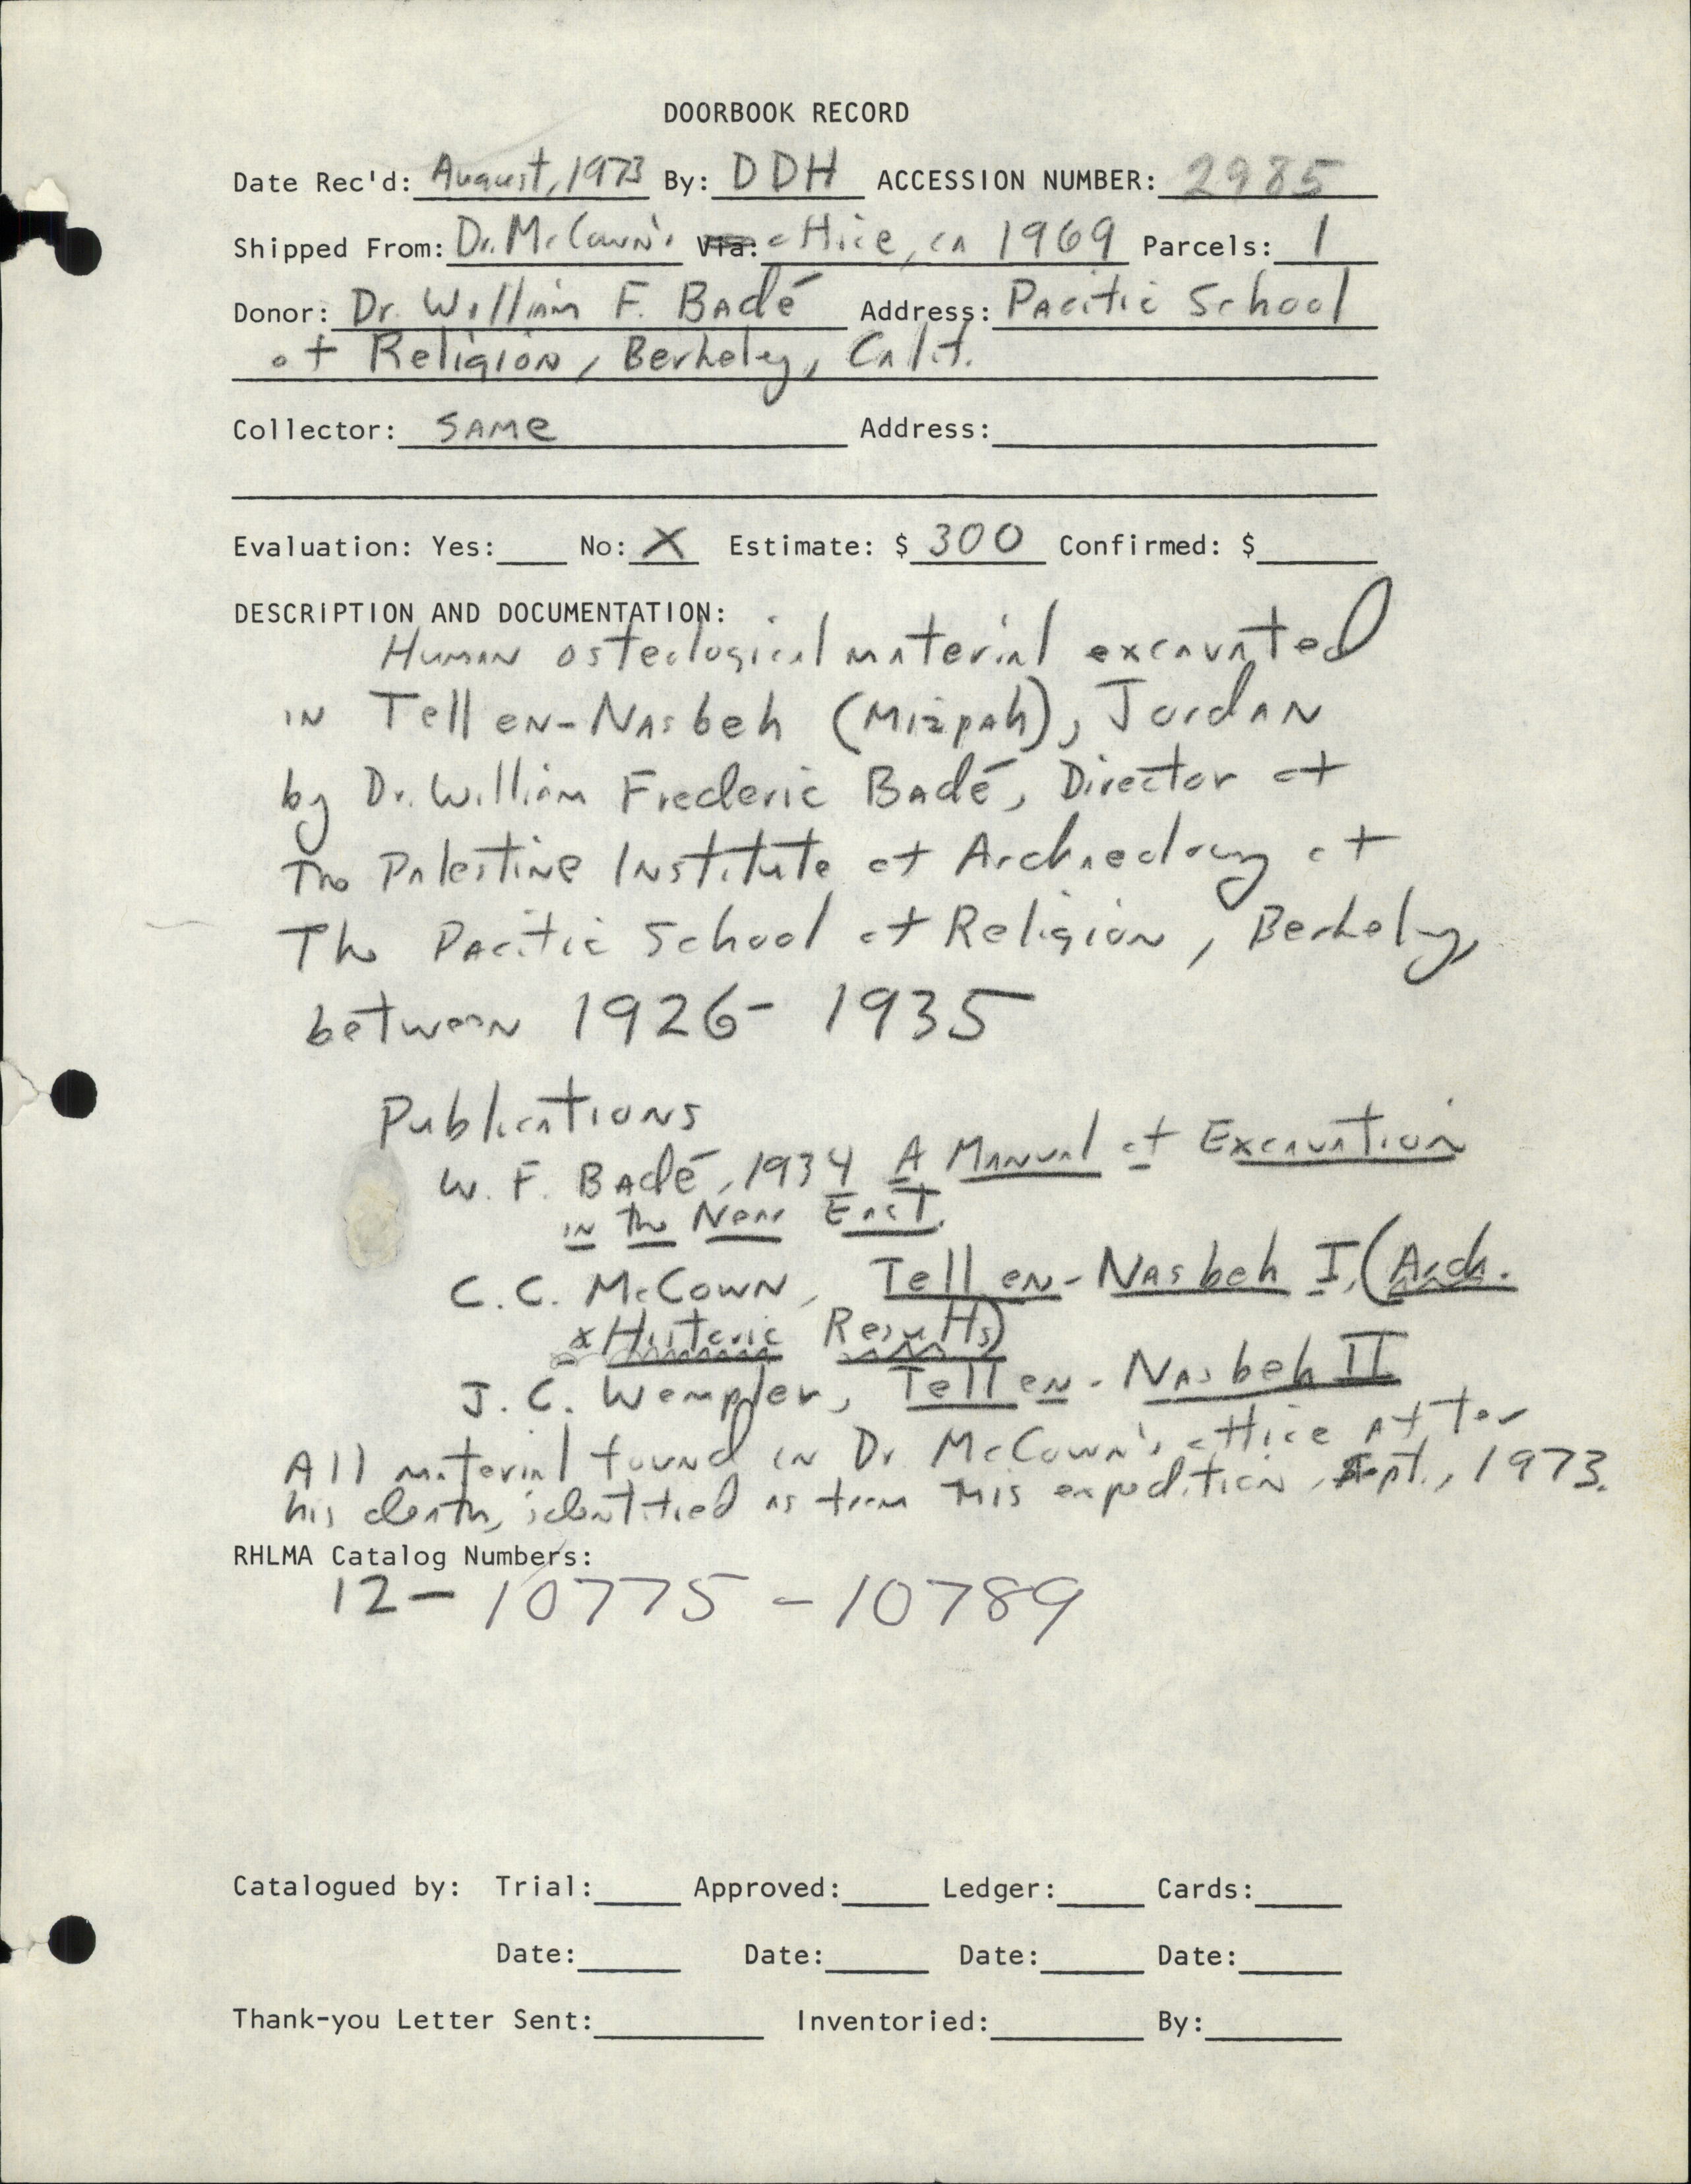 DOORBOOK RECORD
Date Rec'd: August, 1973 By: DDH ACCESSION NUMBER: 2985
Shipped From: Dr. McCown's Via: office, ca 1969 Parcels: 1
Donor: Dr. William F. Badé Address: Pacific School
of Religion, Berkeley, Calif.
Collector: SAME Address:
Evaluation: Yes: No: X Estimate: $ 300 Confirmed: $
DESCRIPTION AND DOCUMENTATION:
Human osteological material excavated
in Tell en-Nasbeh (Mizpah), Jordan
by Dr. William Frederic Badé, Director of
The Palestine Institute of Archaeology of
The Pacific School of Religion, Berkeley,
between 1926- 1935
Publications
W. F. Badé, 1934 A Manual of Excavation
in the Near East.
C. C. McCown, Tell en-Nasbeh I, (Arch.
& Historic Results)
J. C. Wampler, Tell en-Nasbeh II
All material found in Dr McCown's office after
his death, identified as from this expedition, Sept., 1973.
RHLMA Catalog Numbers:
12-10775-10789
Catalogued by: Trial: Approved: Ledger: Cards:
Date: Date: Date: Date:
Thank-you Letter Sent: Inventoried: By: